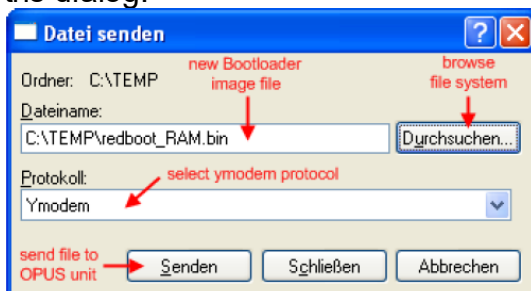 the dialog:
Datei senden
Ordner: C:\TEMP
new Bootloader
image file
browse
file system
Dateiname:
C:\TEMP\redboot_RAM.bin
Durchsuchen...
Protokoll:
select ymodem protocol
Ymodem
send file to
OPUS unit
Senden
Schließen
Abbrechen